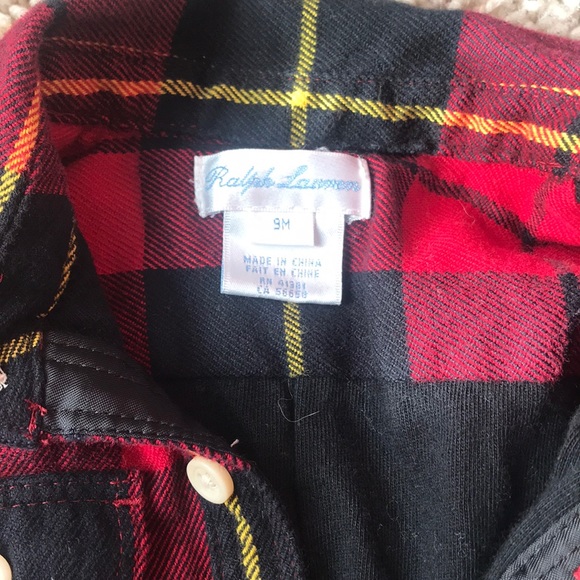 Ralph Lauren
9M
MADE IN CHINA
FAIT EN CHINE
RN 41381
CA 56658